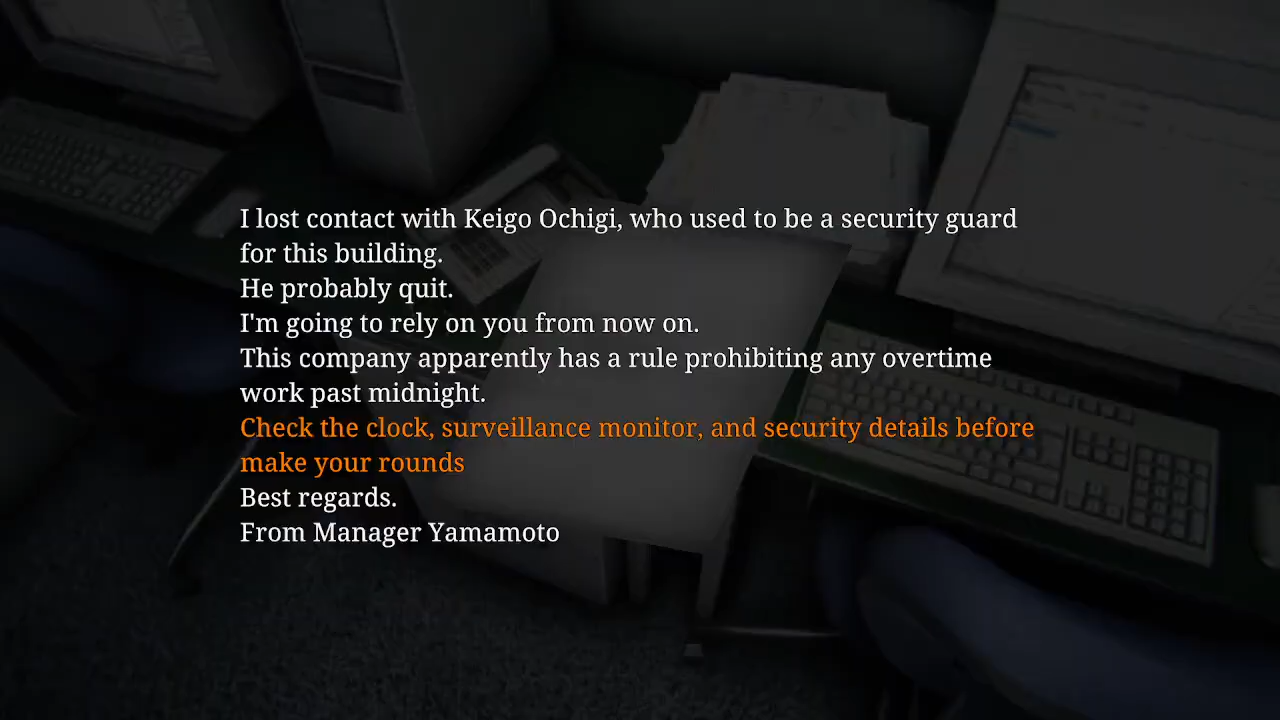 I lost contact with Keigo Ochigi, who used to be a security guard
for this building.
He probably quit.
I'm going to rely on you from now on.
This company apparently has a rule prohibiting any overtime
work past midnight.
Check the clock, surveillance monitor, and security details before
make your rounds
Best regards.
From Manager Yamamoto